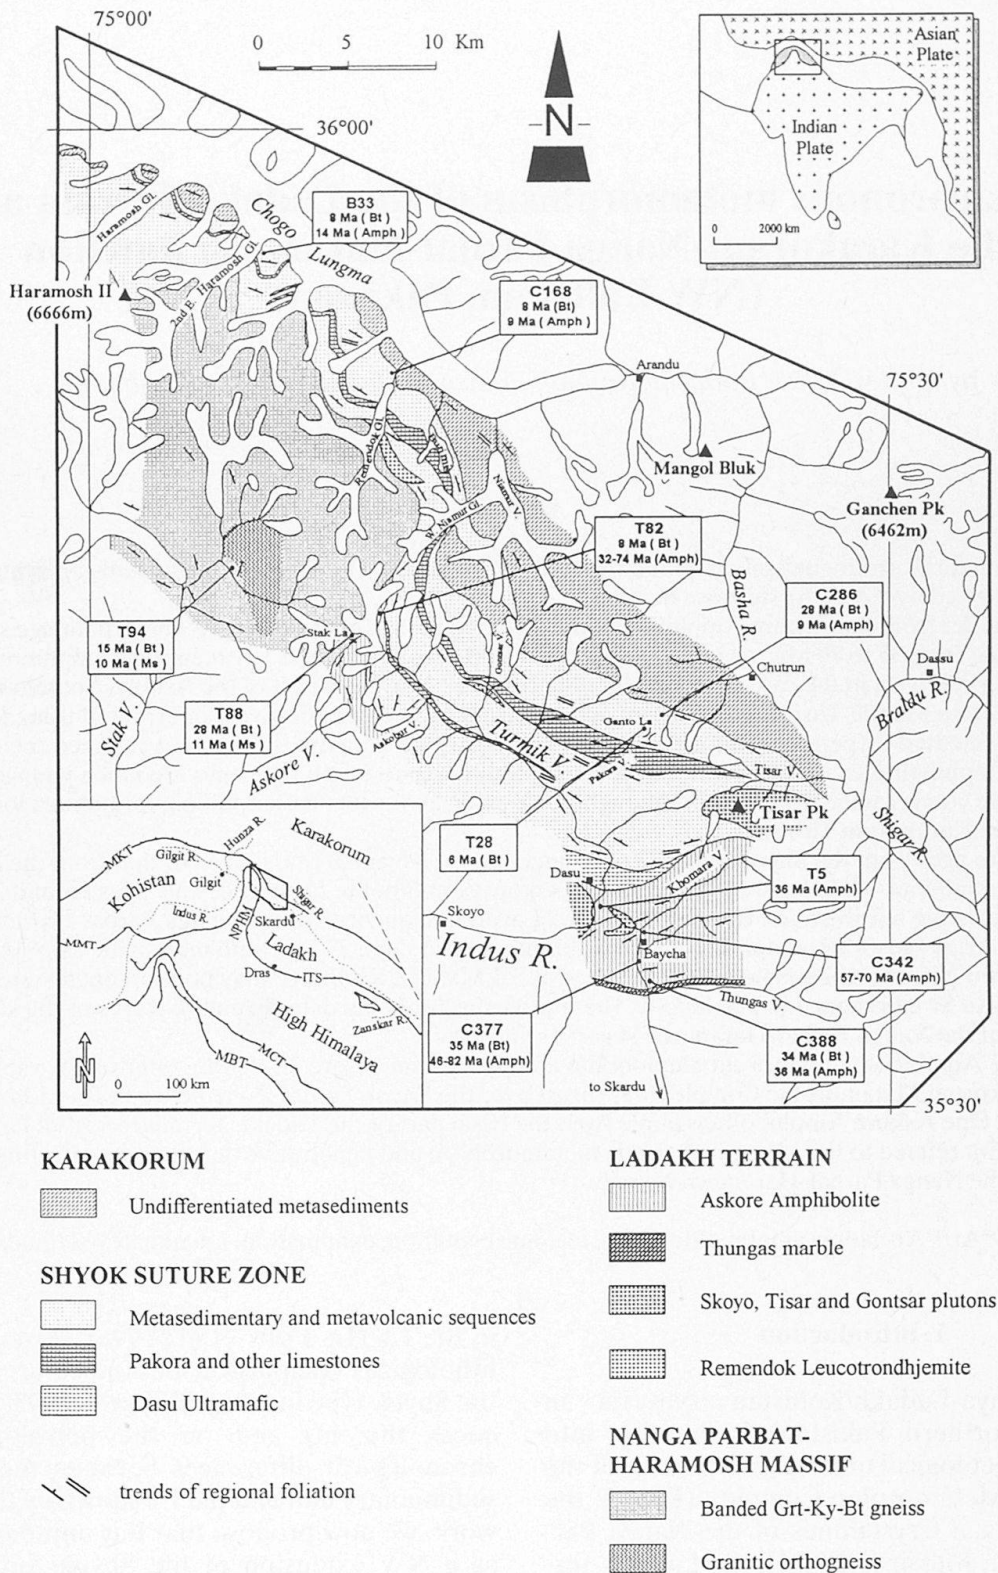 75°00'
0 5 10 Km
N
Asian
Plate
Indian
Plate
0 2000 km
36°00'
B33
8 Ma ( Bt )
14 Ma ( Amph )
Haramosh Gl.
Chogo
Lungma
2nd E. Haramosh Gl.
Haramosh II
(6666m)
C168
8 Ma (Bt)
9 Ma ( Amph )
Arandu
75°30'
Mangol Bluk
Ganchen Pk
(6462m)
Remendok Gl.
Niamur V.
W. Niamur Gl.
T82
8 Ma ( Bt )
32-74 Ma (Amph)
Basha R.
C286
28 Ma ( Bt )
9 Ma (Amph)
T94
15 Ma ( Bt )
10 Ma ( Ms )
Stak La
Gontsar V.
Chutrun
Dassu
Braldu R.
Stak V.
T88
28 Ma ( Bt )
11 Ma ( Ms )
Askore V.
Askobur V.
Turmik V.
Ganto La
Pakora V.
Tisar V.
Tisar Pk
Shigar R.
T28
6 Ma ( Bt )
Dasu
Khomara V.
T5
36 Ma (Amph)
Skoyo
Indus R.
Baycha
C342
57-70 Ma (Amph)
Thungas V.
C377
35 Ma (Bt)
46-82 Ma (Amph)
C388
34 Ma ( Bt )
36 Ma (Amph)
to Skardu
35°30'
MKT
Hunza R.
Karakorum
Gilgit R.
Gilgit
Kohistan
Indus R.
NPHM
Shigar R.
Skardu
Ladakh
MMT
Dras
ITS
Zanskar R.
High Himalaya
MBT
MCT
N
0 100 km
KARAKORUM
Undifferentiated metasediments
SHYOK SUTURE ZONE
Metasedimentary and metavolcanic sequences
Pakora and other limestones
Dasu Ultramafic
trends of regional foliation
LADAKH TERRAIN
Askore Amphibolite
Thungas marble
Skoyo, Tisar and Gontsar plutons
Remendok Leucotrondhjemite
NANGA PARBAT-
HARAMOSH MASSIF
Banded Grt-Ky-Bt gneiss
Granitic orthogneiss